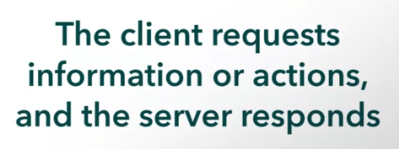 The client requests
information or actions,
and the server responds